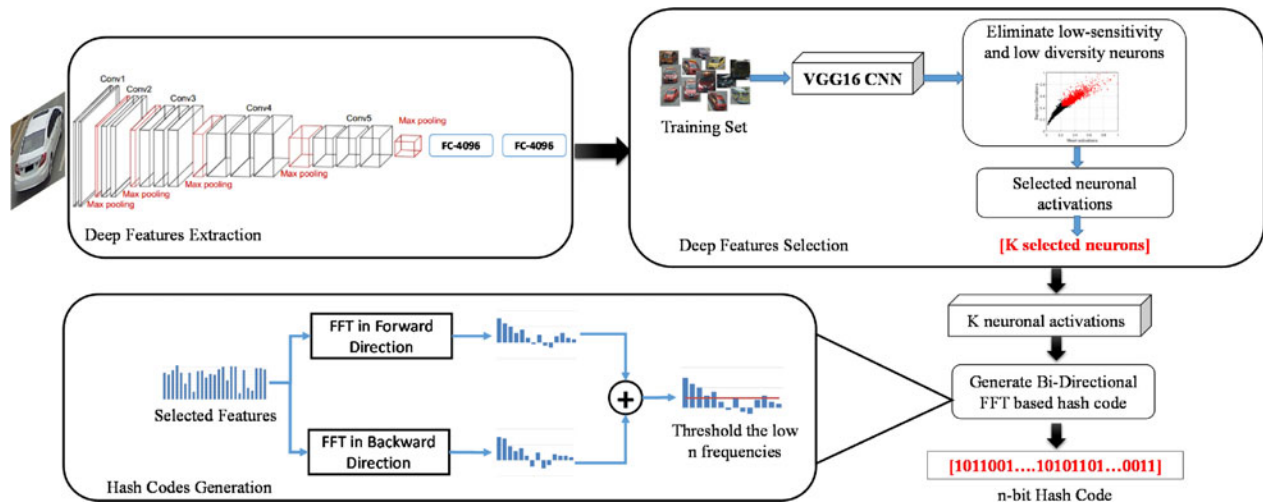 Conv1
Conv2
Conv3
Conv4
Conv5
Max pooling
FC-4096
FC-4096
Max pooling
Max pooling
Max pooling
Max pooling
Deep Features Extraction
Training Set
VGG16 CNN
Eliminate low-sensitivity
and low diversity neurons
Mean activations
Selected neuronal
activations
[K selected neurons]
Deep Features Selection
K neuronal activations
Generate Bi-Directional
FFT based hash code
[1011001....10101101...0011]
n-bit Hash Code
Selected Features
FFT in Forward
Direction
FFT in Backward
Direction
+
Threshold the low
n frequencies
Hash Codes Generation